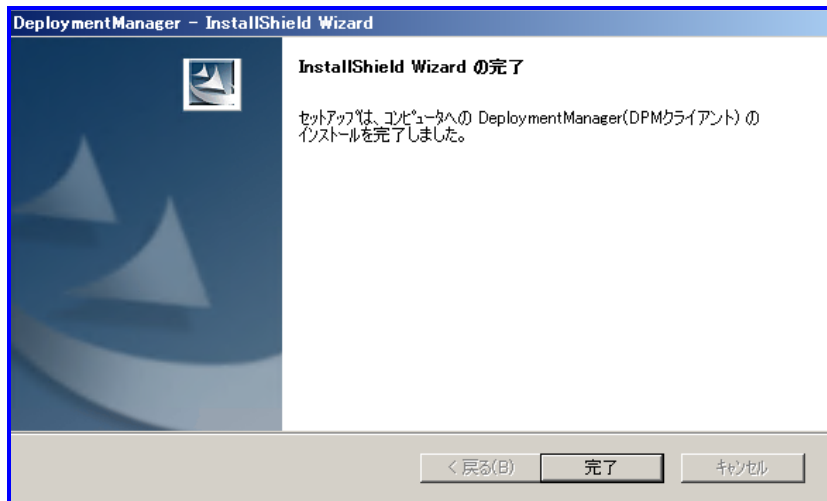 DeploymentManager - InstallShield Wizard
InstallShield Wizard の完了
セットアップは、コンピュータへの DeploymentManager(DPMクライアント) の
インストールを完了しました。
< 戻る(B)
完了
キャンセル